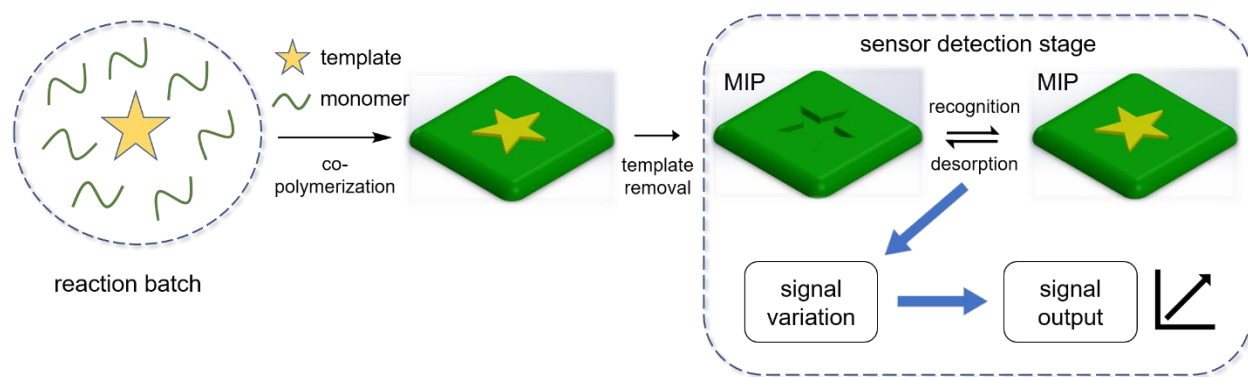 template
monomer
reaction batch
co-
polymerization
template
removal
sensor detection stage
MIP
recognition
desorption
MIP
signal
variation
signal
output